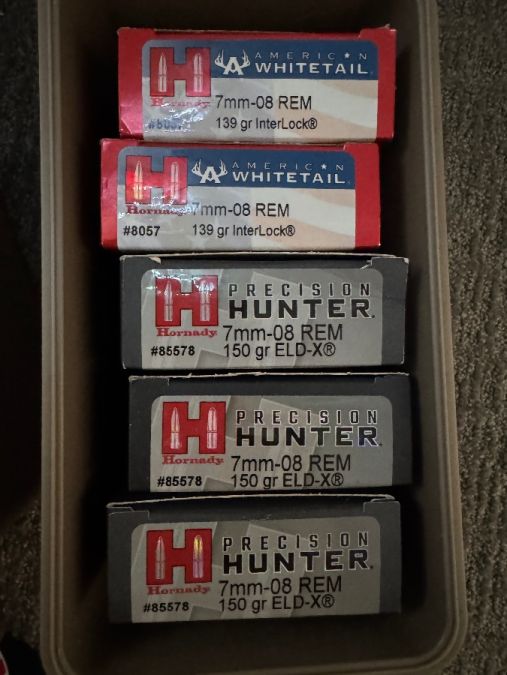 AMERICAN
WHITETAIL
Hornady
7mm-08 REM
#8057
139 gr InterLock®
AMERICAN
WHITETAIL
Hornady
7mm-08 REM
#8057 139 gr InterLock®
PRECISION
HUNTER
Hornady
7mm-08 REM
#85578 150 gr ELD-X®
PRECISION
HUNTER
Hornady
7mm-08 REM
#85578 150 gr ELD-X®
PRECISION
HUNTER
Hornady
7mm-08 REM
#85578 150 gr ELD-X®